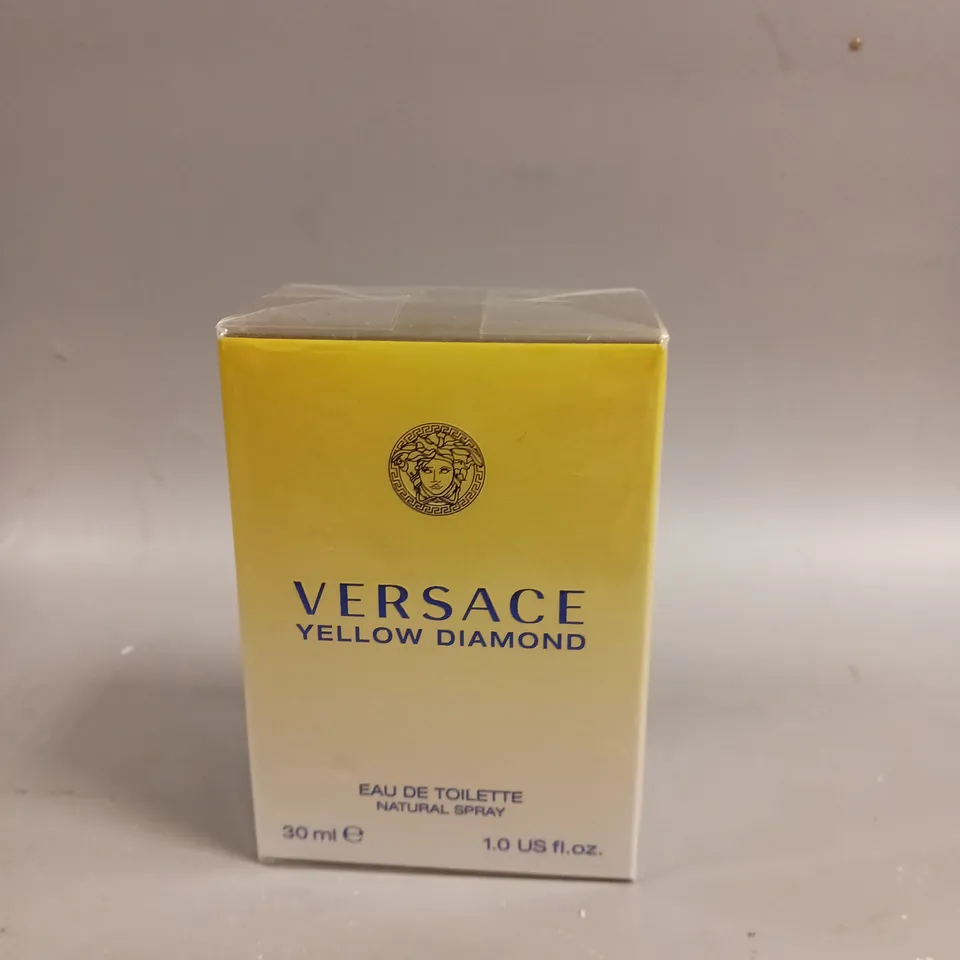 VERSACE
YELLOW DIAMOND
EAU DE TOILETTE
NATURAL SPRAY
30 ml ℮ 1.0 US fl.oz.